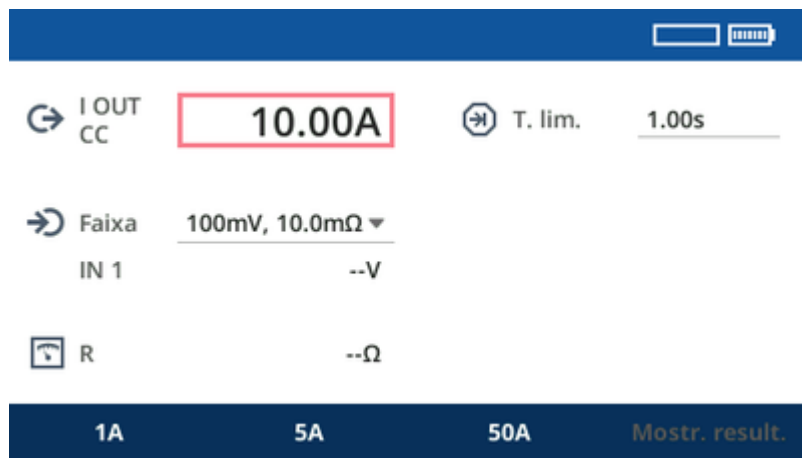 I OUT
CC
10.00A
T. lim.
1.00s
Faixa
100mV, 10.0mΩ
IN 1
--V
R
--Ω
1A
5A
50A
Mostr. result.